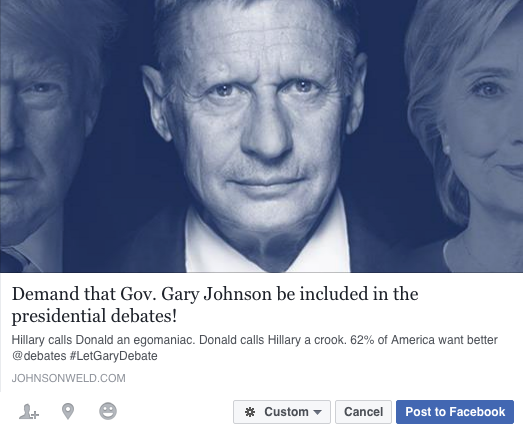 Demand that Gov. Gary Johnson be included in the
presidential debates!
Hillary calls Donald an egomaniac. Donald calls Hillary a crook. 62% of America want better
@debates #LetGaryDebate
JOHNSONWELD.COM
Custom Cancel Post to Facebook